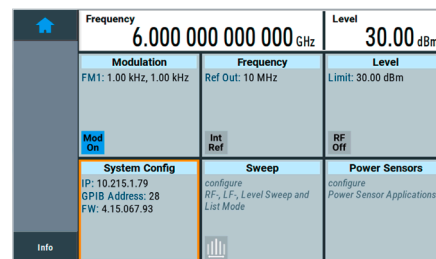 Frequency
6.000 000 000 000 GHz
Level
30.00 dBm
Modulation
FM1: 1.00 kHz, 1.00 kHz
Mod
On
Frequency
Ref Out: 10 MHz
Int
Ref
Level
Limit: 30.00 dBm
RF
Off
System Config
IP: 10.215.1.79
GPIB Address: 28
FW: 4.15.067.93
Sweep
configure
RF-, LF-, Level Sweep and
List Mode
Power Sensors
configure
Power Sensor Applications
Info